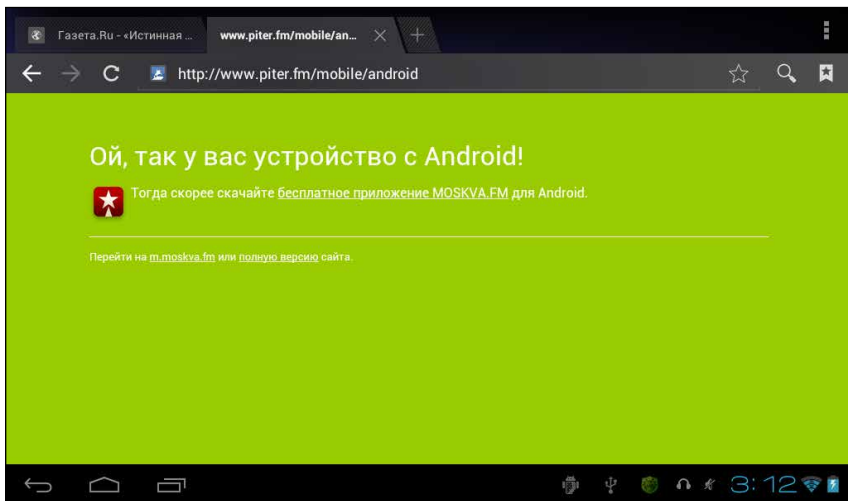 Газета.Ru - «Истинная ...
www.piter.fm/mobile/an...
http://www.piter.fm/mobile/android
Ой, так у вас устройство с Android!
Тогда скорее скачайте бесплатное приложение MOSKVA.FM для Android.
Перейти на m.moskva.fm или полную версию сайта.
3:12